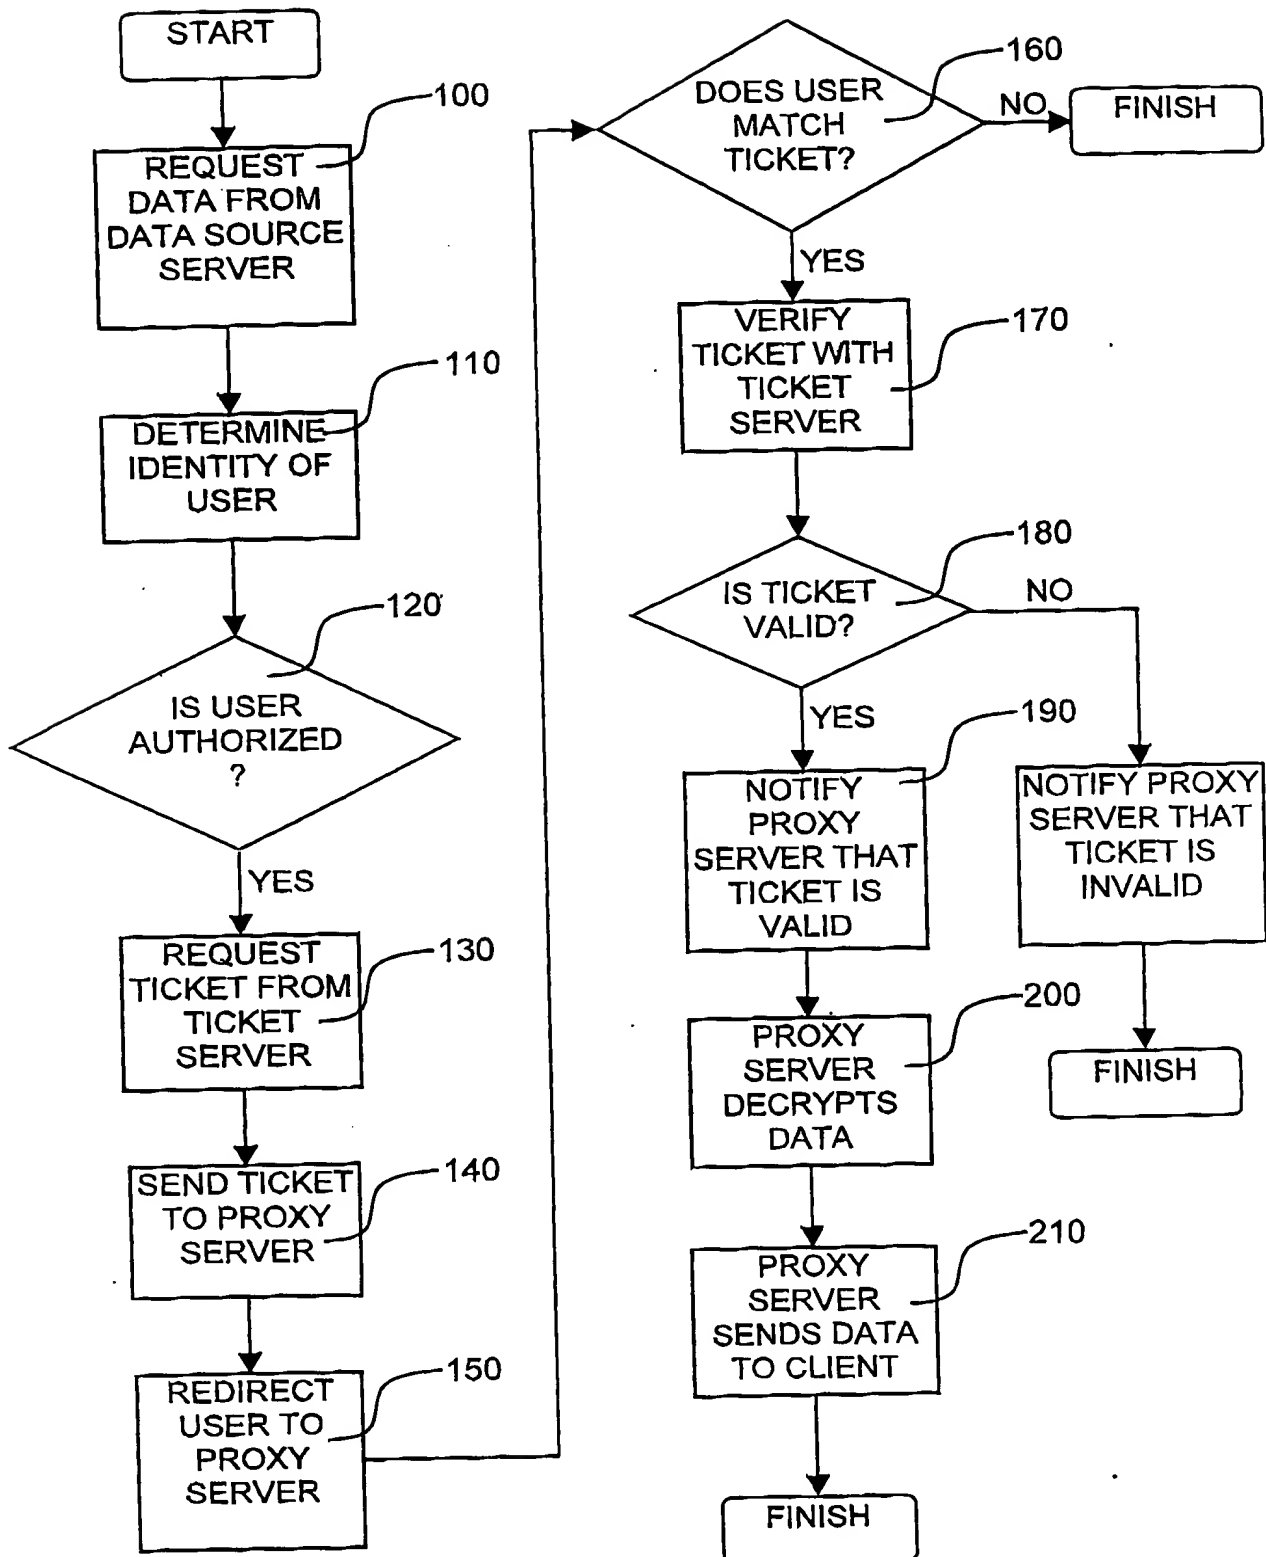 START
100
REQUEST
DATA FROM
DATA SOURCE
SERVER
110
DETERMINE
IDENTITY OF
USER
120
IS USER
AUTHORIZED
?
YES
REQUEST
TICKET FROM
TICKET
SERVER
130
SEND TICKET
TO PROXY
SERVER
140
REDIRECT
USER TO
PROXY
SERVER
150
DOES USER
MATCH
TICKET?
160
NO
FINISH
YES
VERIFY
TICKET WITH
TICKET
SERVER
170
IS TICKET
VALID?
180
NO
YES
NOTIFY
PROXY
SERVER THAT
TICKET IS
VALID
190
NOTIFY PROXY
SERVER THAT
TICKET IS
INVALID
FINISH
PROXY
SERVER
DECRYPTS
DATA
200
PROXY
SERVER
SENDS DATA
TO CLIENT
210
FINISH